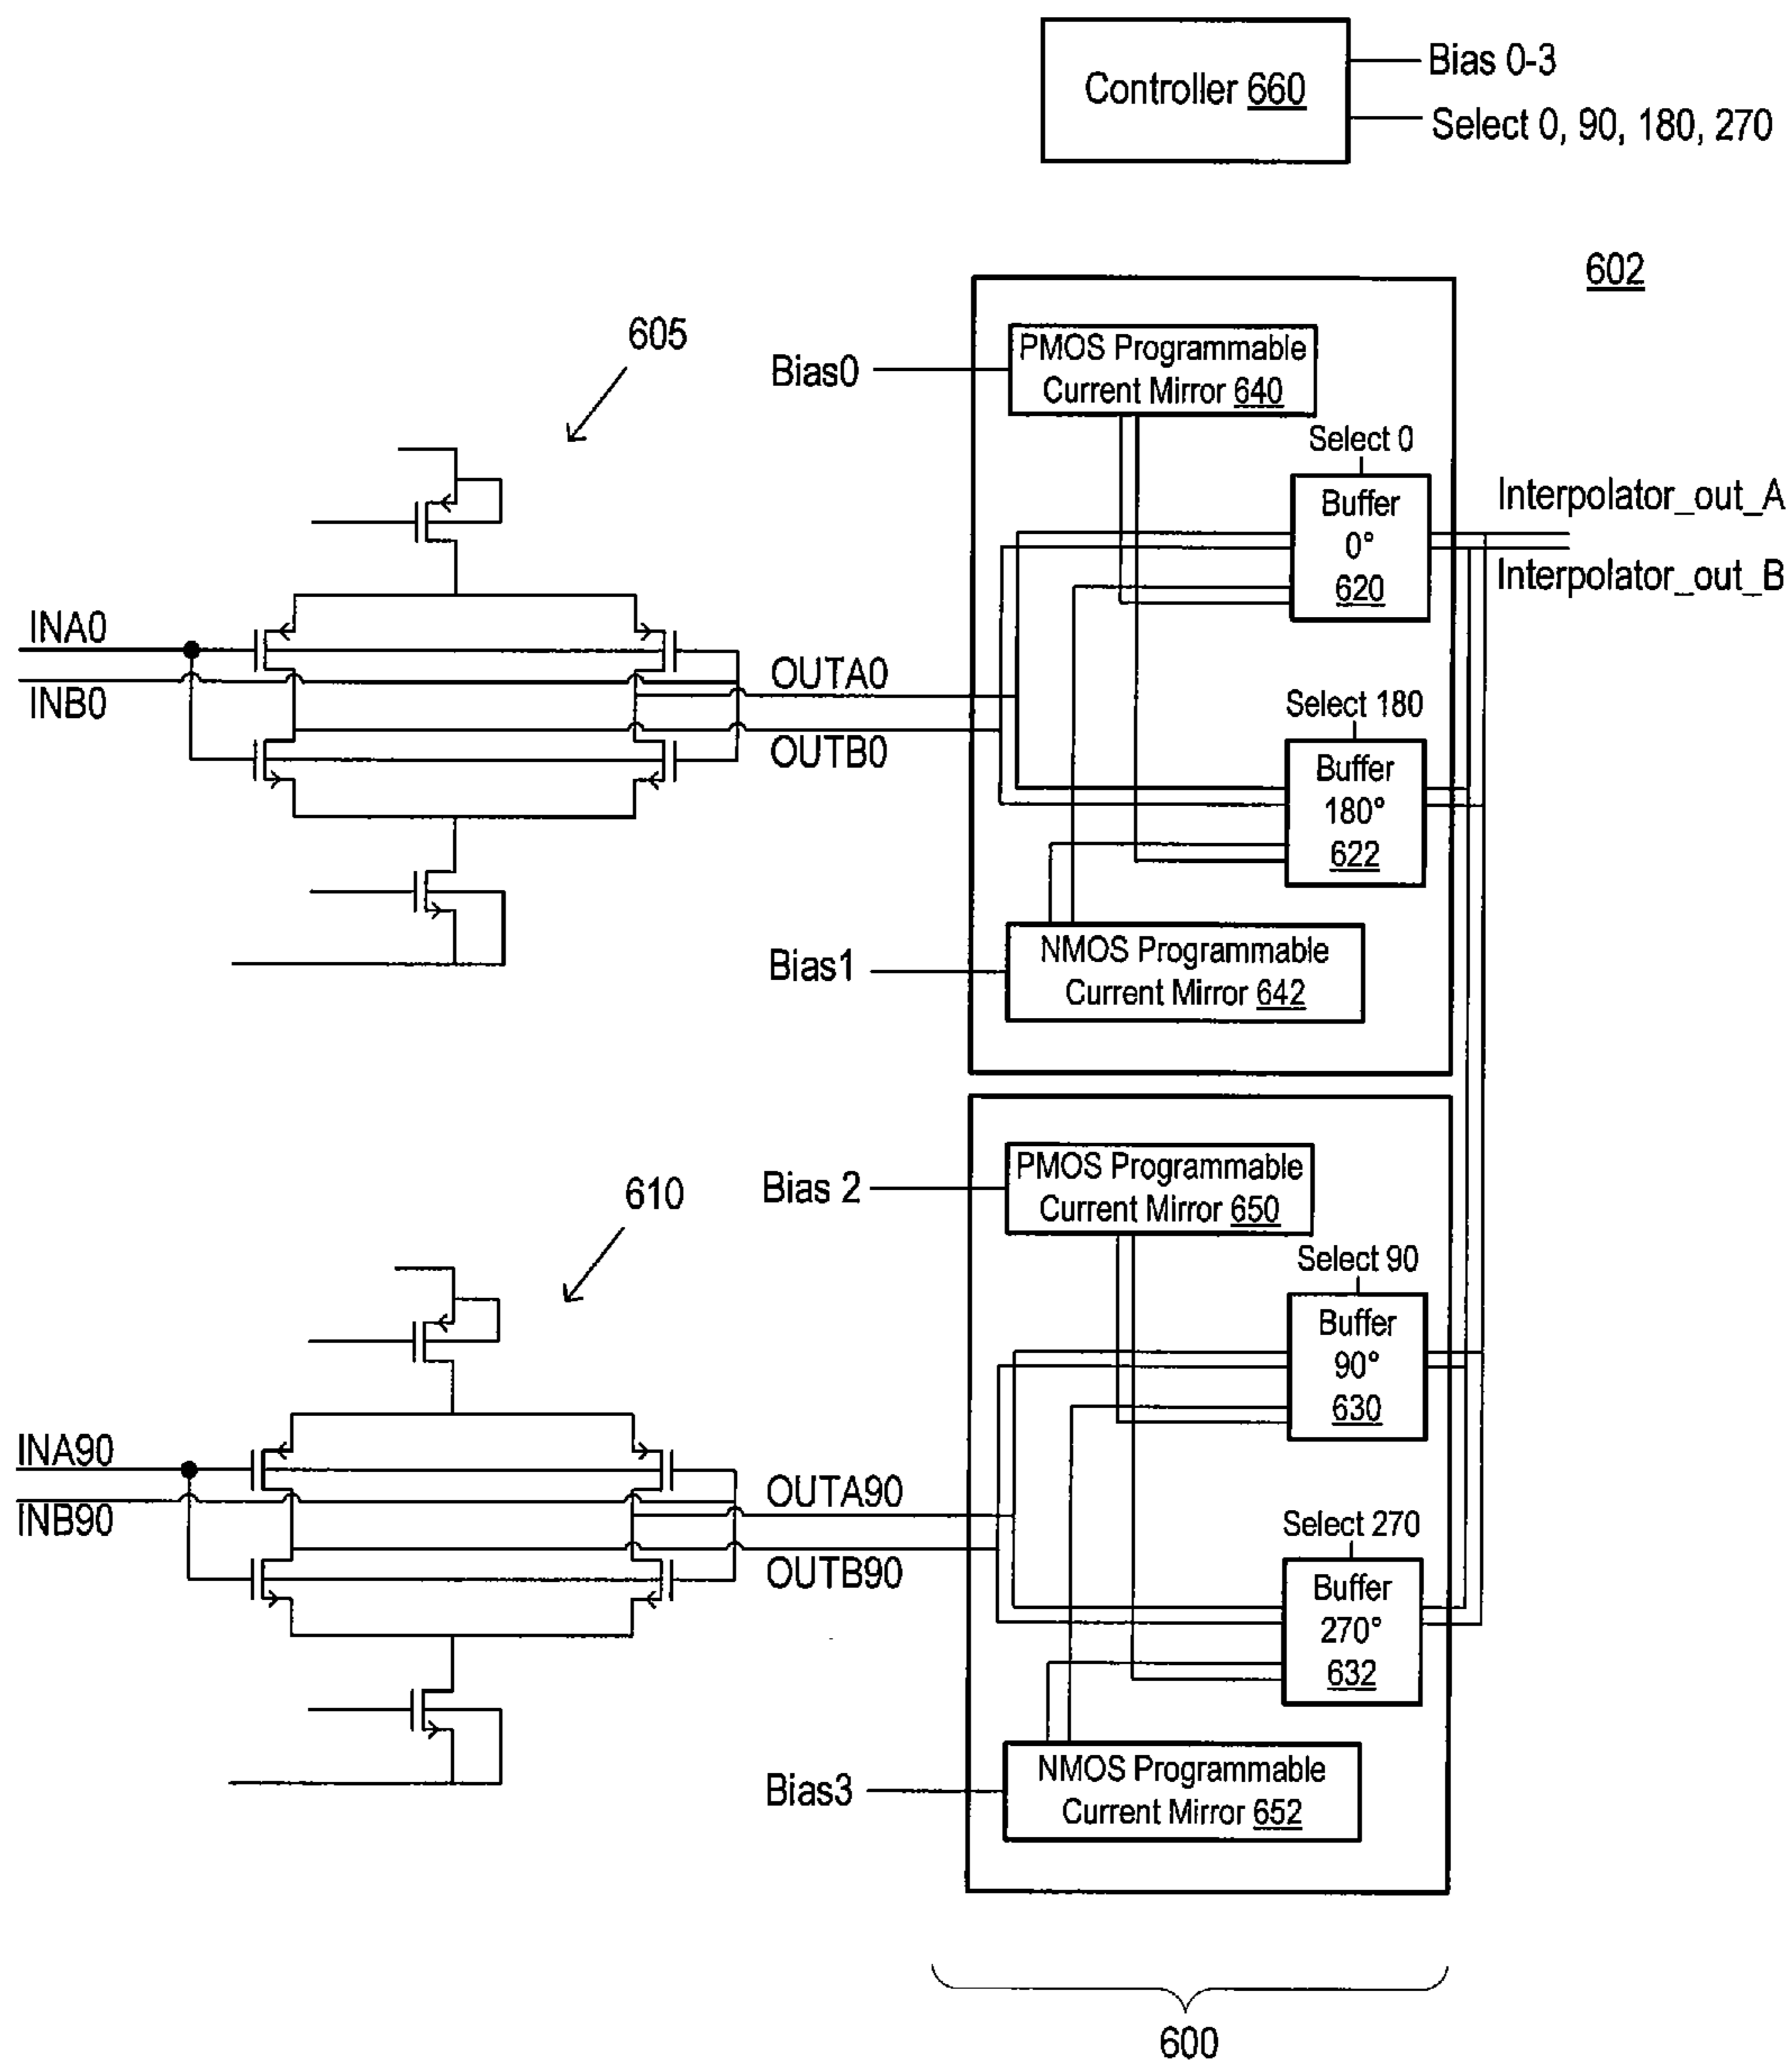 Controller 660
Bias 0-3
Select 0, 90, 180, 270
602
605
Bias0
PMOS Programmable
Current Mirror 640
Select 0
Buffer
0°
620
Interpolator_out_A
Interpolator_out_B
INA0
INB0
OUTA0
OUTB0
Select 180
Buffer
180°
622
Bias1
NMOS Programmable
Current Mirror 642
610
Bias 2
PMOS Programmable
Current Mirror 650
Select 90
Buffer
90°
630
INA90
INB90
OUTA90
OUTB90
Select 270
Buffer
270°
632
Bias3
NMOS Programmable
Current Mirror 652
600